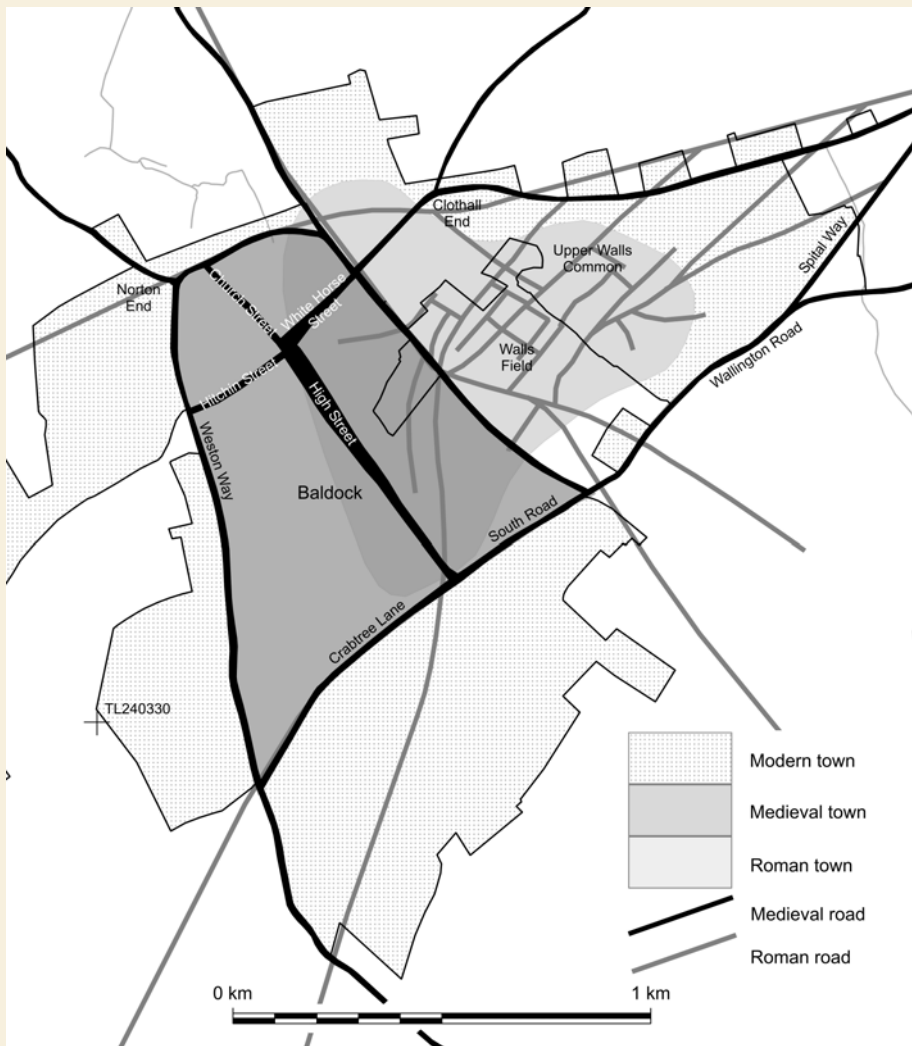 Clothall
End
Upper Walls
Common
Spital Way
Norton
End
Church Street
White Horse
Street
Walls
Field
Wallington Road
Hitchin Street
High Street
Weston Way
Baldock
South Road
Crabtree Lane
TL240330
Modern town
Medieval town
Roman town
Medieval road
Roman road
0 km
1 km